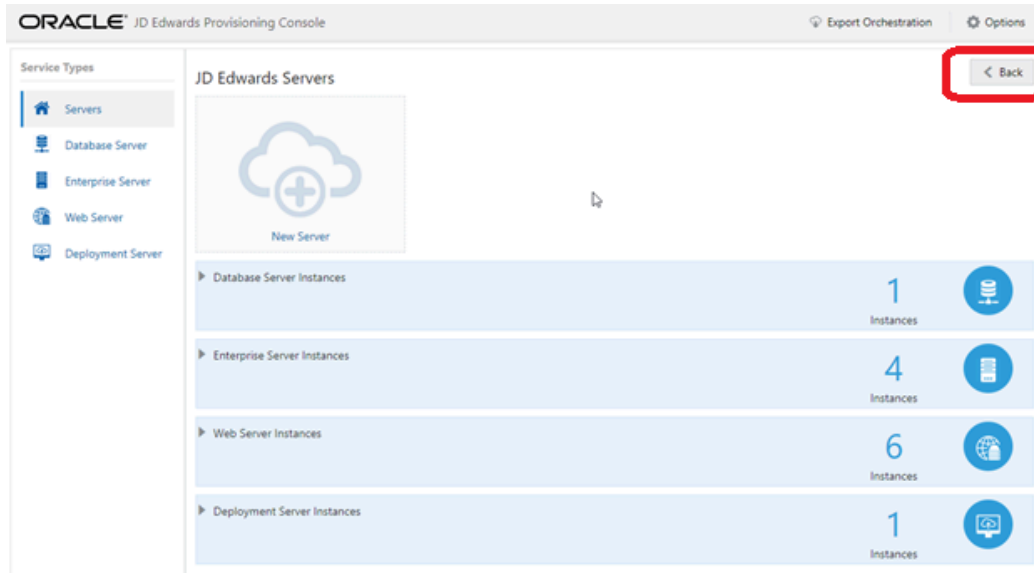 ORACLE® JD Edwards Provisioning Console
Export Orchestration
Options
Service Types
Servers
Database Server
Enterprise Server
Web Server
Deployment Server
JD Edwards Servers
Back
New Server
Database Server Instances
1
Instances
Enterprise Server Instances
4
Instances
Web Server Instances
6
Instances
Deployment Server Instances
1
Instances